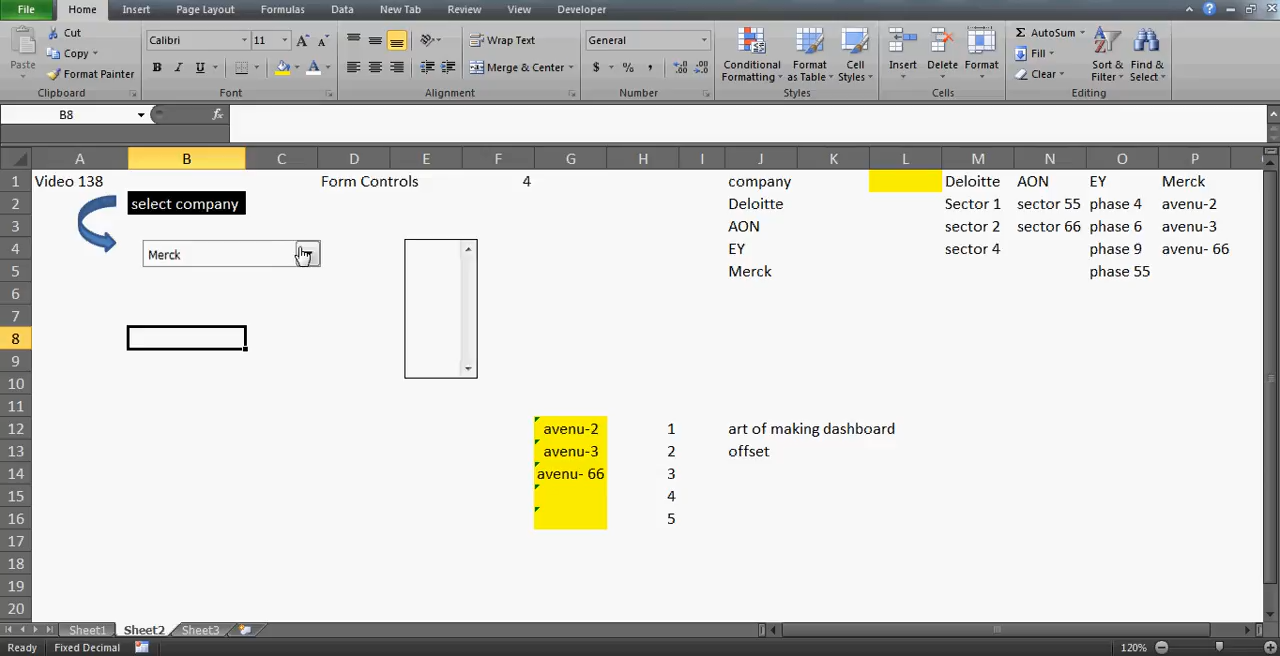 File Home Insert Page Layout Formulas Data New Tab Review View Developer
Paste
Cut
Copy
Format Painter
Clipboard
Calibri 11
B I U A
Font
Wrap Text
Merge & Center
Alignment
General
$ % ,
Number
Conditional Formatting
Format as Table
Cell Styles
Styles
Insert Delete Format
Cells
Σ AutoSum
Fill
Clear
Sort & Filter
Find & Select
Editing
B8 fx
A B C D E F G H I J K L M N O P
1 Video 138 Form Controls 4 company Deloitte AON EY Merck
2 select company Deloitte Sector 1 sector 55 phase 4 avenu-2
3 AON sector 2 sector 66 phase 6 avenu-3
4 Merck EY sector 4 phase 9 avenu- 66
5 Merck phase 55
6
7
8
9
10
11
12 avenu-2 1 art of making dashboard
13 avenu-3 2 offset
14 avenu- 66 3
15 4
16 5
17
18
19
20
Sheet1 Sheet2 Sheet3
Ready Fixed Decimal 120%